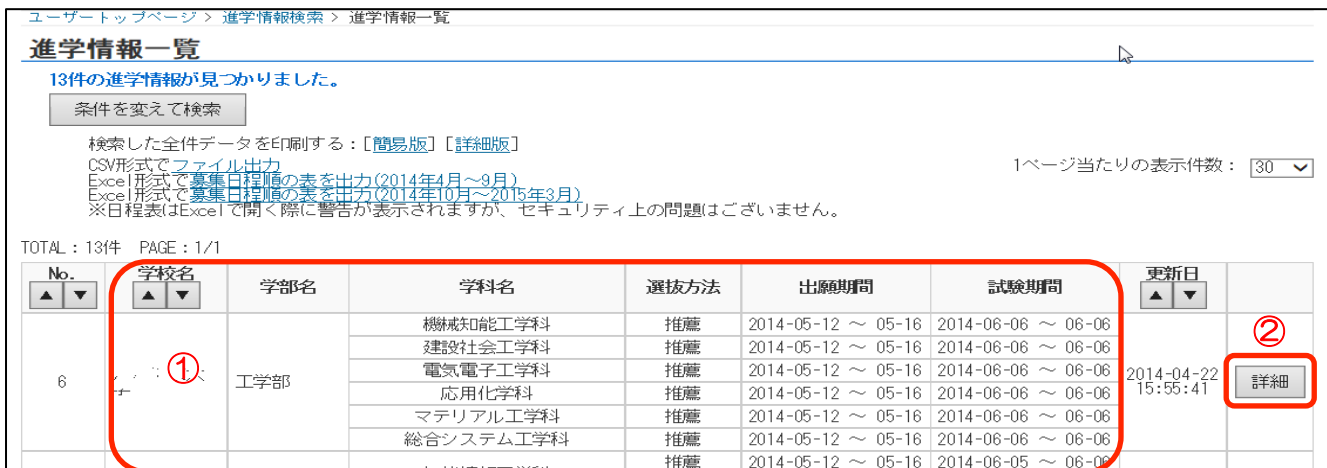 ユーザートップページ > 進学情報検索 > 進学情報一覧
進学情報一覧
13件の進学情報が見つかりました。
条件を変えて検索
検索した全件データを印刷する：[簡易版] [詳細版]
CSV形式でファイル出力
1ページ当たりの表示件数： 30
Excel形式で募集日程順の表を出力(2014年4月～9月)
Excel形式で募集日程順の表を出力(2014年10月～2015年3月)
※日程表はExcelで開く際に警告が表示されますが、セキュリティ上の問題はございません。
TOTAL：13件 PAGE：1/1
No. 学校名 学部名 学科名 選抜方法 出願期間 試験期間 更新日
▲ ▼ ▲ ▼ ▲ ▼
機械知能工学科 推薦 2014-05-12 ～ 05-16 2014-06-06 ～ 06-06
建設社会工学科 推薦 2014-05-12 ～ 05-16 2014-06-06 ～ 06-06
電気電子工学科 推薦 2014-05-12 ～ 05-16 2014-06-06 ～ 06-06
6 ① 工学部 2014-04-22 15:55:41 ② 詳細
応用化学科 推薦 2014-05-12 ～ 05-16 2014-06-06 ～ 06-06
マテリアル工学科 推薦 2014-05-12 ～ 05-16 2014-06-06 ～ 06-06
総合システム工学科 推薦 2014-05-12 ～ 05-16 2014-06-06 ～ 06-06
推薦 2014-05-12 ～ 05-16 2014-06-05 ～ 06-06